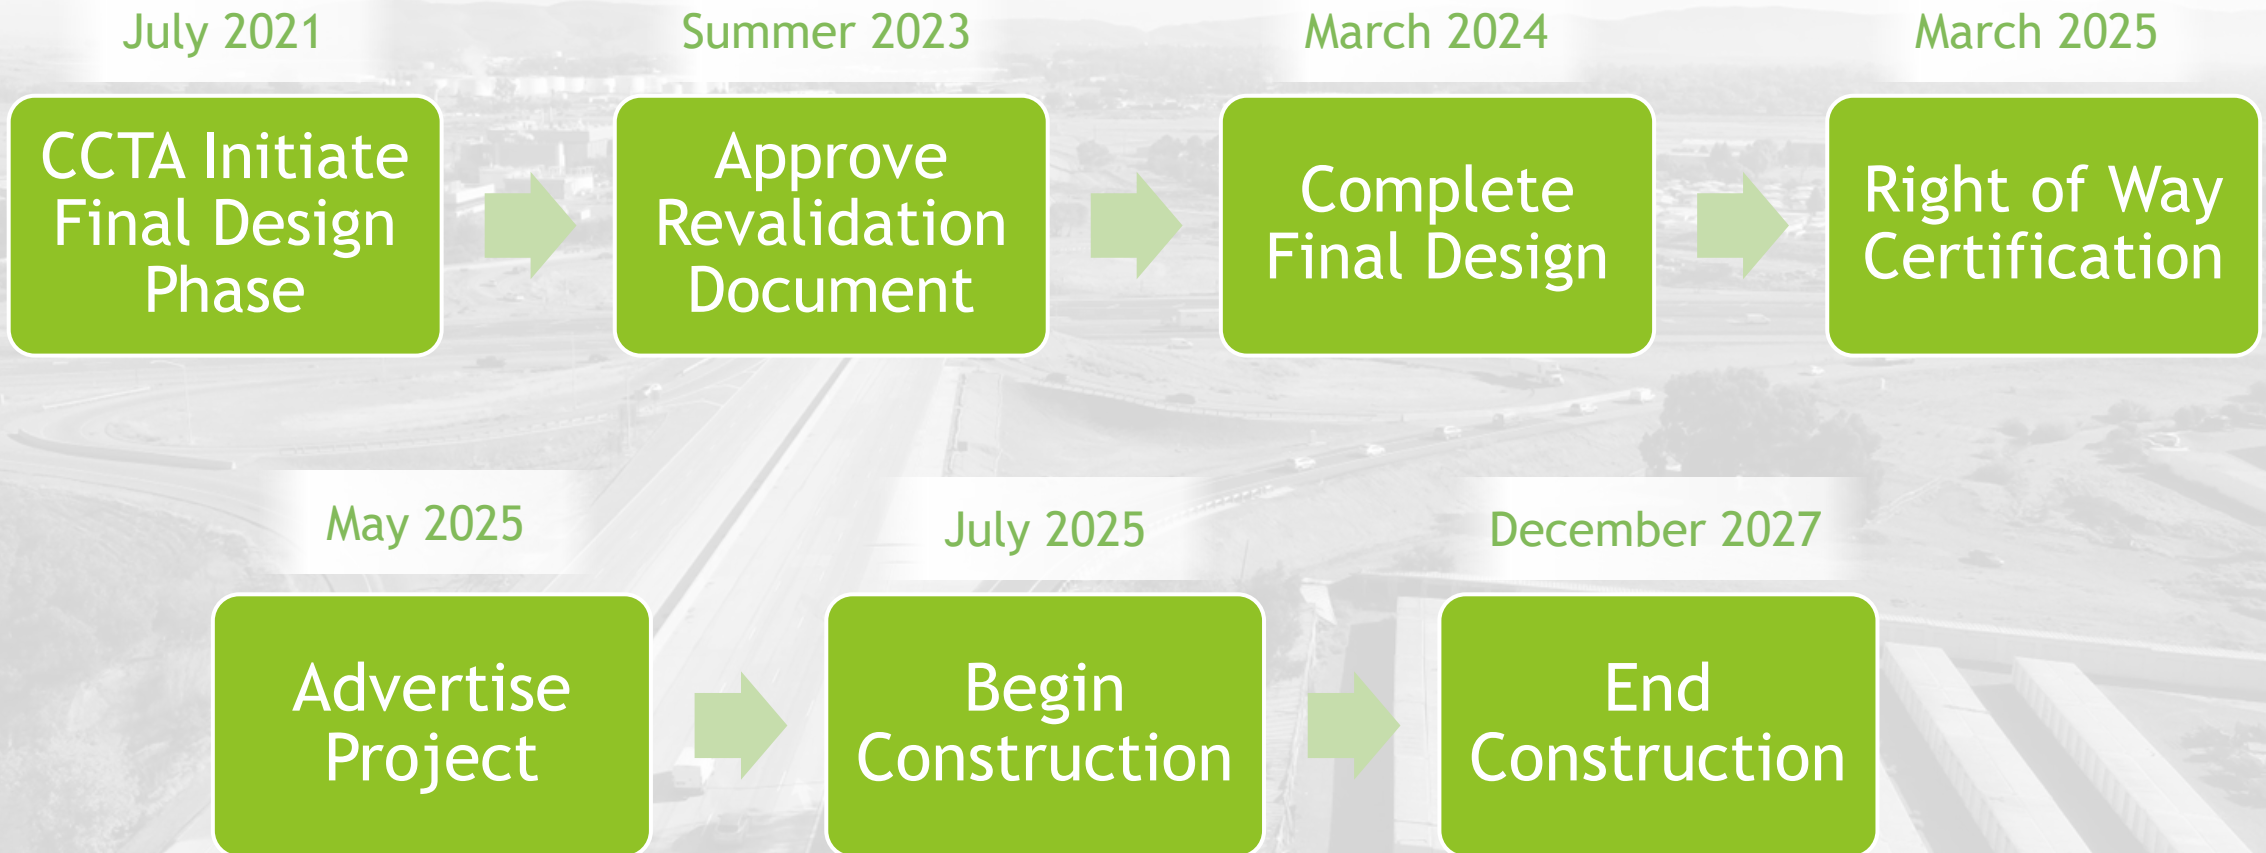 July 2021
Summer 2023
March 2024
March 2025
CCTA Initiate
Final Design
Phase
Approve
Revalidation
Document
Complete
Final Design
Right of Way
Certification
May 2025
July 2025
December 2027
Advertise
Project
Begin
Construction
End
Construction